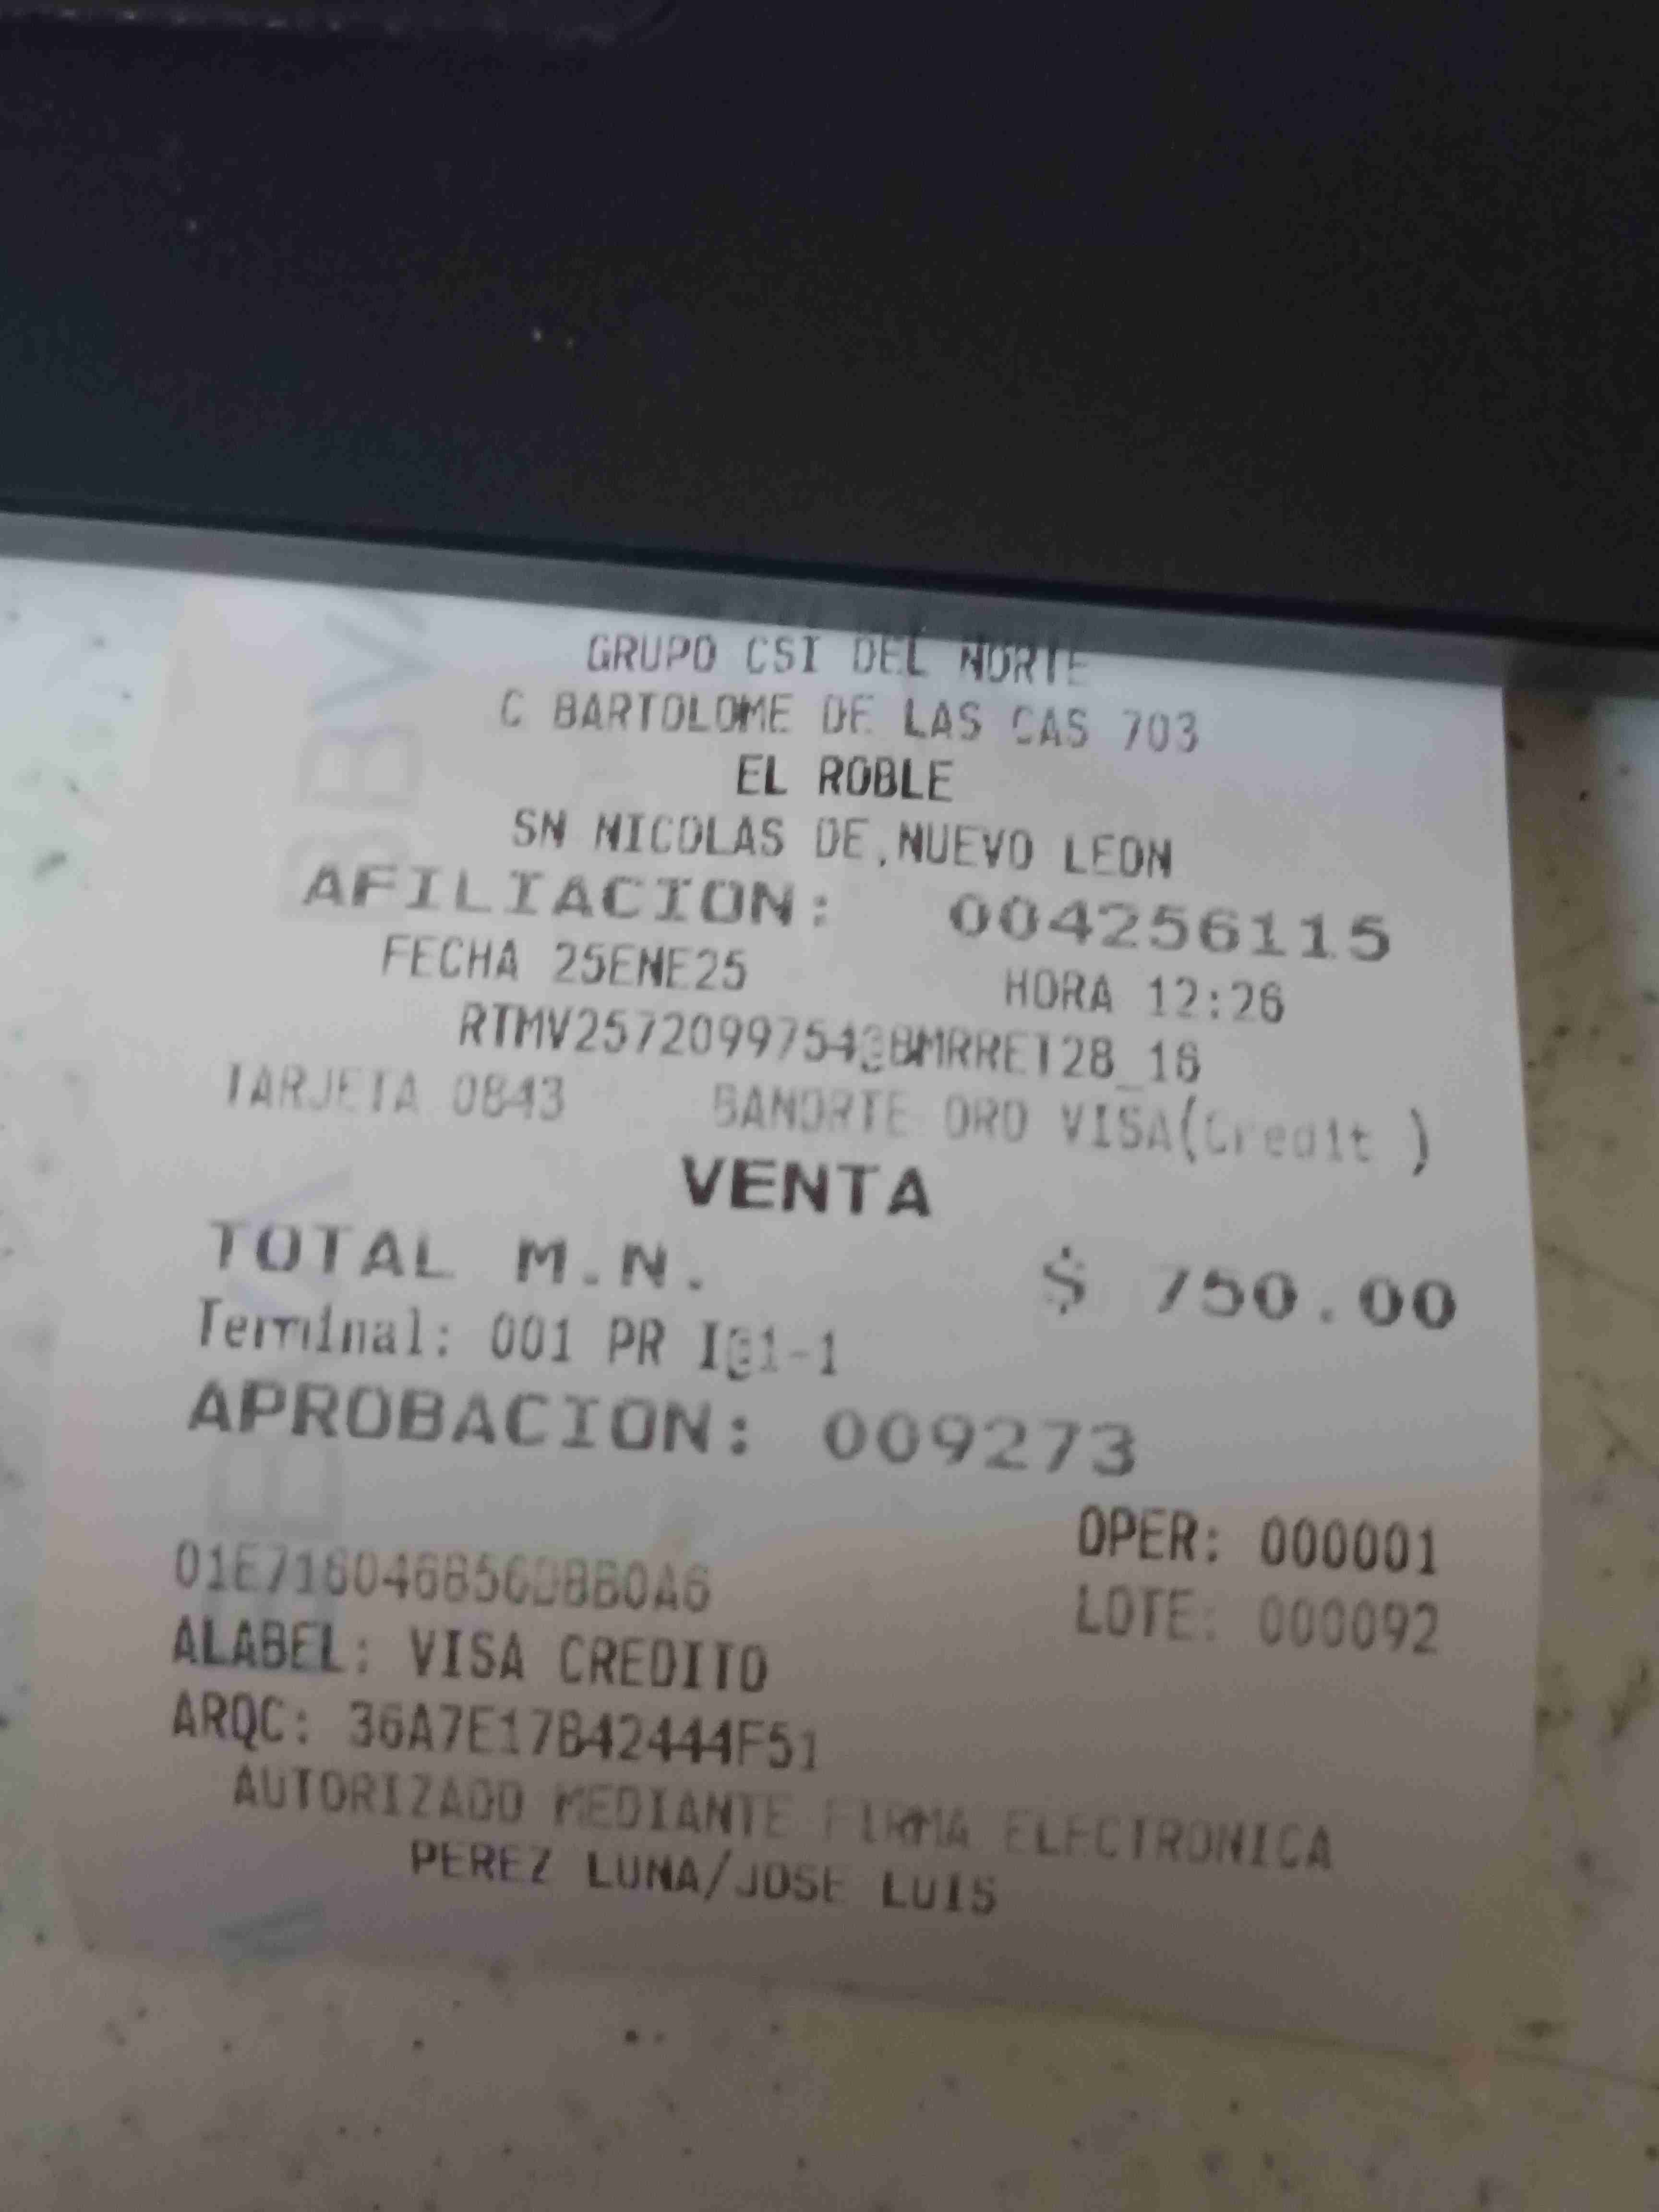 GRUPO CSI DEL NORTE
C BARTOLOME DE LAS CAS 703
EL ROBLE
SN NICOLAS DE,NUEVO LEON
AFILIACION: 004256115
FECHA 25ENE25 HORA 12:26
TARJETA 0843 BANORTE ORO VISA(Credit )
VENTA
TOTAL M.N. $ 750.00
Terminal: 001 PR
APROBACION: 009273
OPER: 000001
LOTE: 000092
ALABEL: VISA CREDITO
ARQC: 36A7E17B42444F51
AUTORIZADO MEDIANTE FIRMA ELECTRONICA
PEREZ LUNA/JOSE LUIS